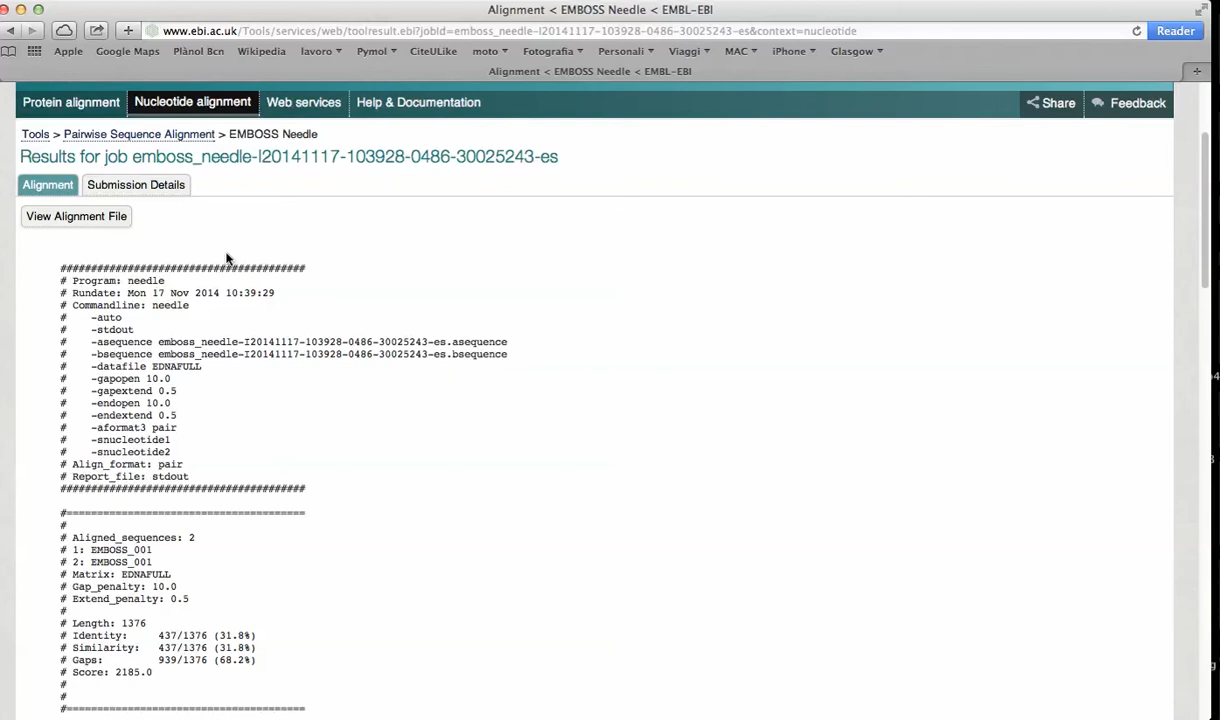 Alignment < EMBOSS Needle < EMBL-EBI
www.ebi.ac.uk/Tools/services/web/toolresult.ebi?jobId=emboss_needle-I20141117-103928-0486-30025243-es&context=nucleotide
Reader
Apple Google Maps Plànol Bcn Wikipedia lavoro Pymol CiteULike moto Fotografia Personali Viaggi MAC iPhone Glasgow
Alignment < EMBOSS Needle < EMBL-EBI
Protein alignment Nucleotide alignment Web services Help & Documentation Share Feedback
Tools > Pairwise Sequence Alignment > EMBOSS Needle
Results for job emboss_needle-I20141117-103928-0486-30025243-es
Alignment Submission Details
View Alignment File
########################################
# Program: needle
# Rundate: Mon 17 Nov 2014 10:39:29
# Commandline: needle
# -auto
# -stdout
# -asequence emboss_needle-I20141117-103928-0486-30025243-es.asequence
# -bsequence emboss_needle-I20141117-103928-0486-30025243-es.bsequence
# -datafile EDNAFULL
# -gapopen 10.0
# -gapextend 0.5
# -endopen 10.0
# -endextend 0.5
# -aformat3 pair
# -snucleotide1
# -snucleotide2
# Align_format: pair
# Report_file: stdout
########################################
#=======================================
#
# Aligned_sequences: 2
# 1: EMBOSS_001
# 2: EMBOSS_001
# Matrix: EDNAFULL
# Gap_penalty: 10.0
# Extend_penalty: 0.5
#
# Length: 1376
# Identity: 437/1376 (31.8%)
# Similarity: 437/1376 (31.8%)
# Gaps: 939/1376 (68.2%)
# Score: 2185.0
#
#
#=======================================